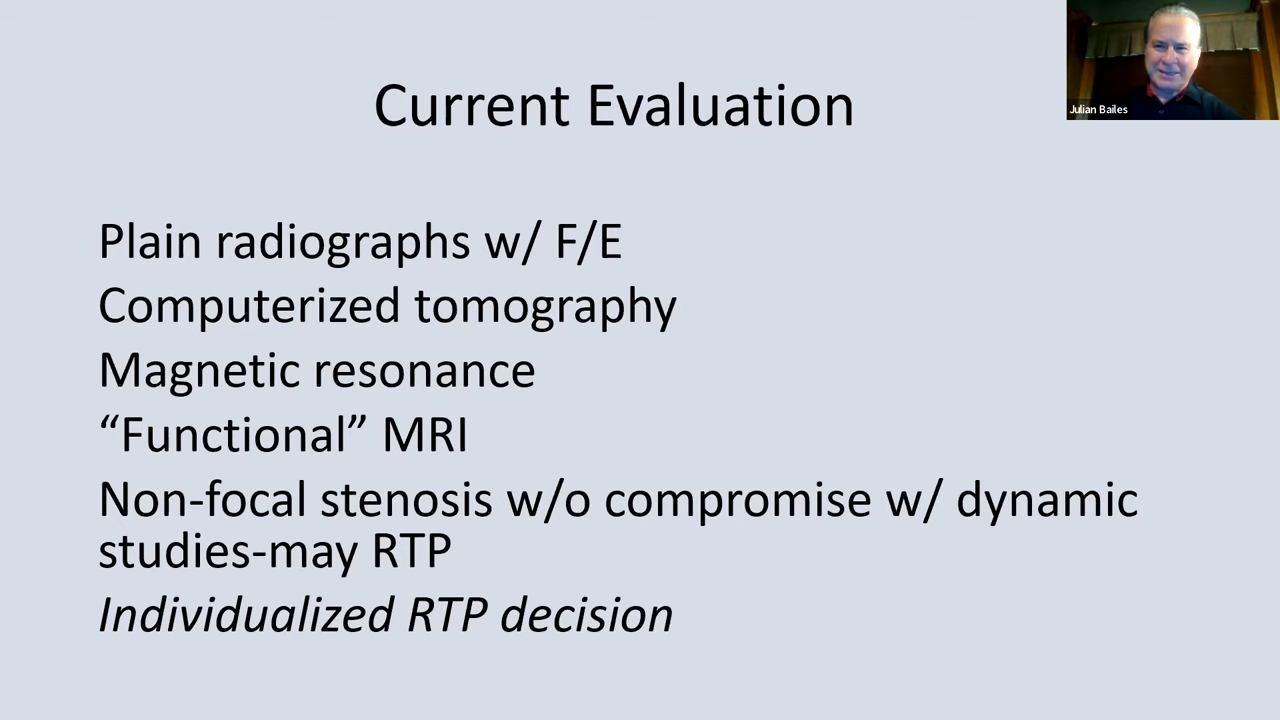 Current Evaluation
Julian Bailes
Plain radiographs w/ F/E
Computerized tomography
Magnetic resonance
“Functional” MRI
Non-focal stenosis w/o compromise w/ dynamic
studies-may RTP
Individualized RTP decision